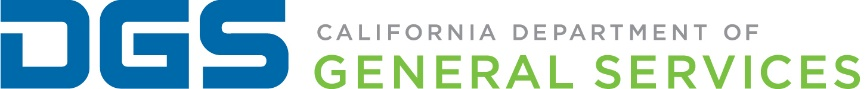 DGS
CALIFORNIA DEPARTMENT OF
GENERAL SERVICES